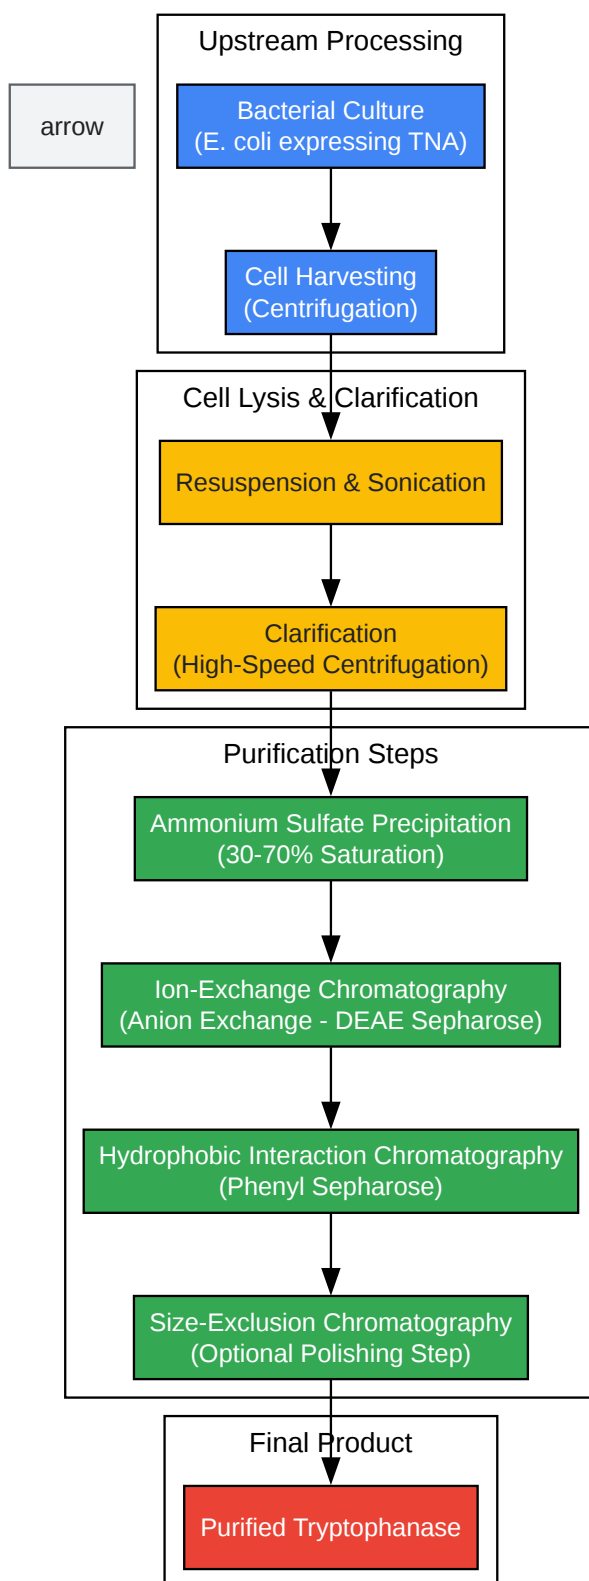 Upstream Processing
arrow
Bacterial Culture
(E. coli expressing TNA)
Cell Harvesting
(Centrifugation)
Cell Lysis & Clarification
Resuspension & Sonication
Clarification
(High-Speed Centrifugation)
Purification Steps
Ammonium Sulfate Precipitation
(30-70% Saturation)
Ion-Exchange Chromatography
(Anion Exchange - DEAE Sepharose)
Hydrophobic Interaction Chromatography
(Phenyl Sepharose)
Size-Exclusion Chromatography
(Optional Polishing Step)
Final Product
Purified Tryptophanase